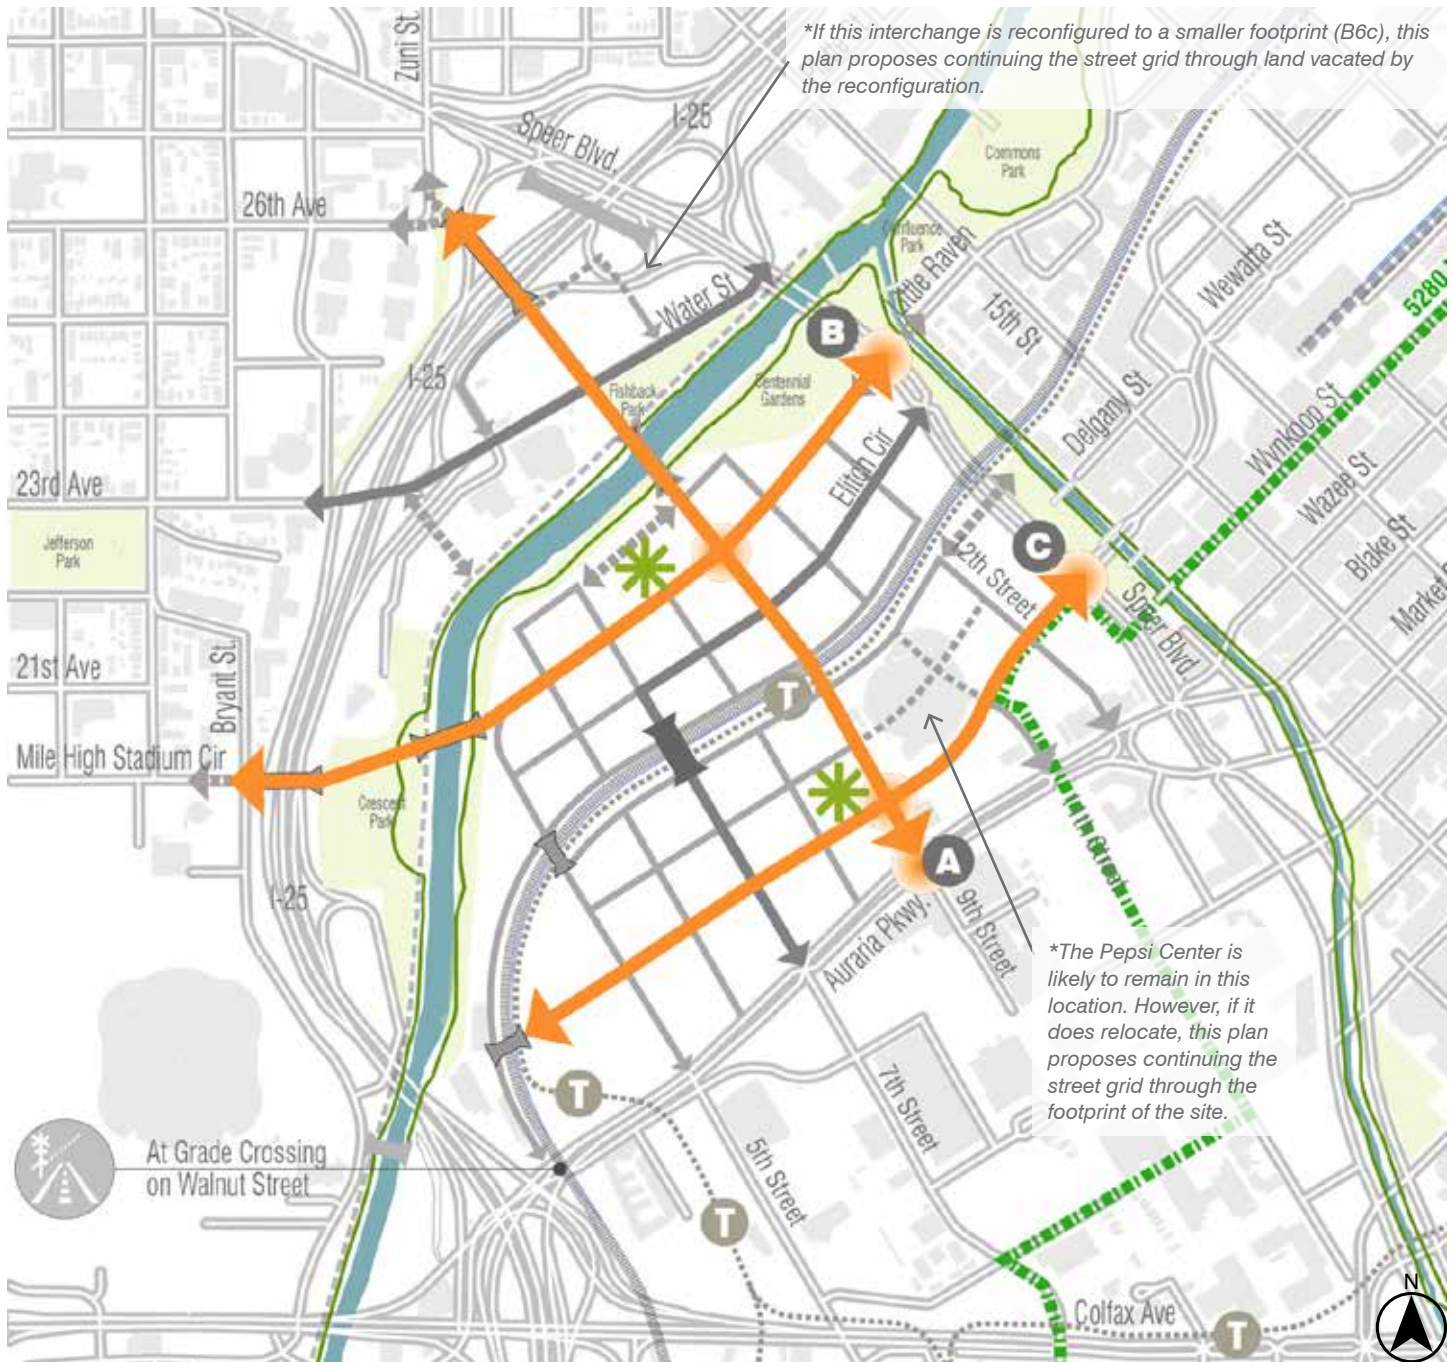 *If this interchange is reconfigured to a smaller footprint (B6c), this
plan proposes continuing the street grid through land vacated by
the reconfiguration.
Zuni St.
I-25
Speer Blvd.
Commons
Park
26th Ave
Confluence
Park
Little Raven
Wewatta St
5280
Water St
15th St
B
I-25
Fishback
Park
Centennial
Gardens
Delgany St
Wynkoop St
Elitch Cir
23rd Ave
Wazee St
Jefferson
Park
C
Blake St
2th Street
Market
Speer Blvd.
21st Ave
Bryant St.
T
Mile High Stadium Cir
Crescent
Park
A
I-25
9th Street
Auraria Pkwy.
*The Pepsi Center is
likely to remain in this
location. However, if it
does relocate, this plan
proposes continuing the
street grid through the
footprint of the site.
T
7th Street
At Grade Crossing
on Walnut Street
5th Street
T
N
Colfax Ave
T